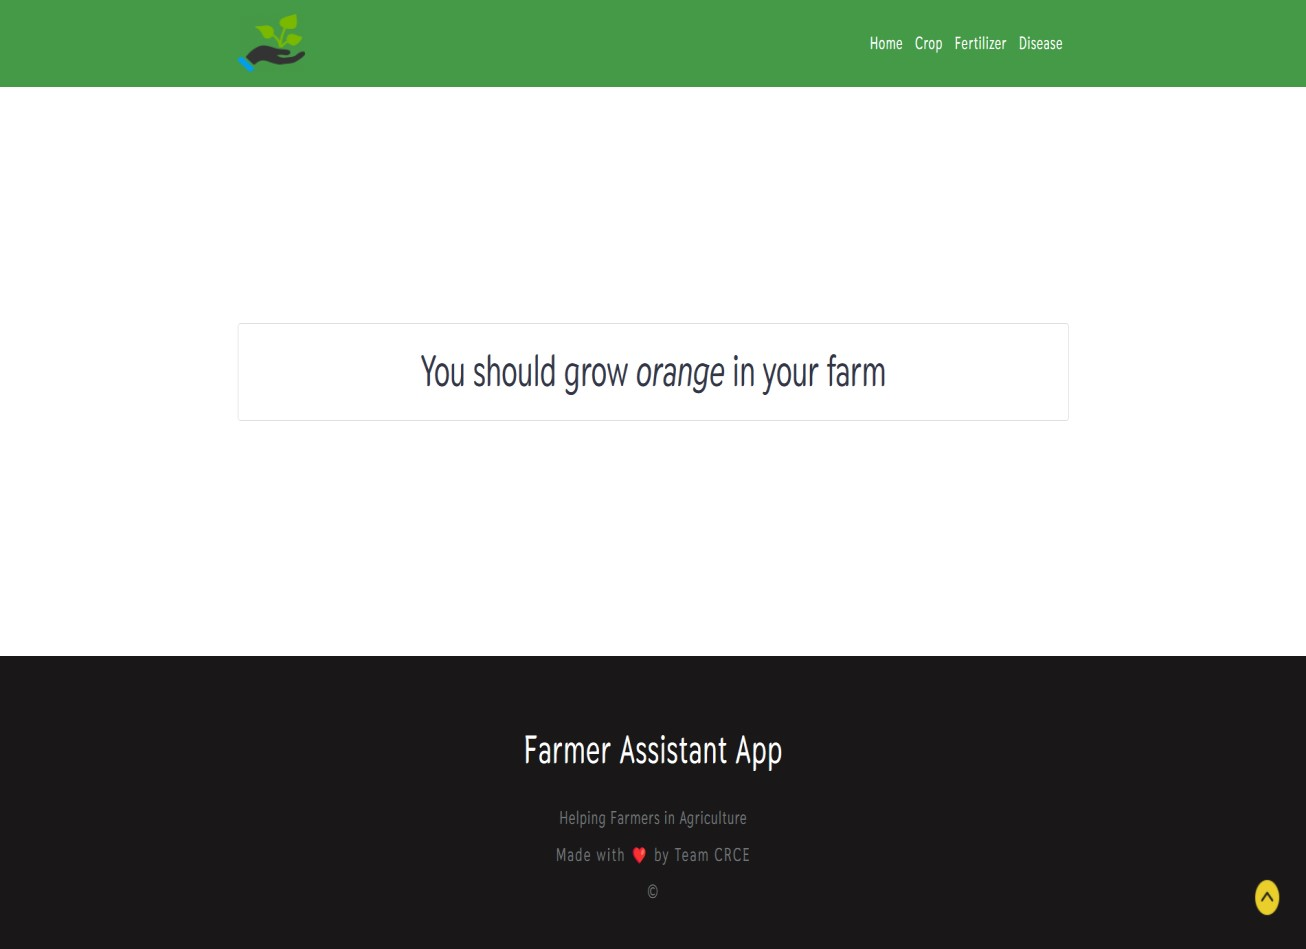 Home Crop Fertilizer Disease
You should grow orange in your farm
Farmer Assistant App
Helping Farmers in Agriculture
Made with ❤️ by Team CRCE
©